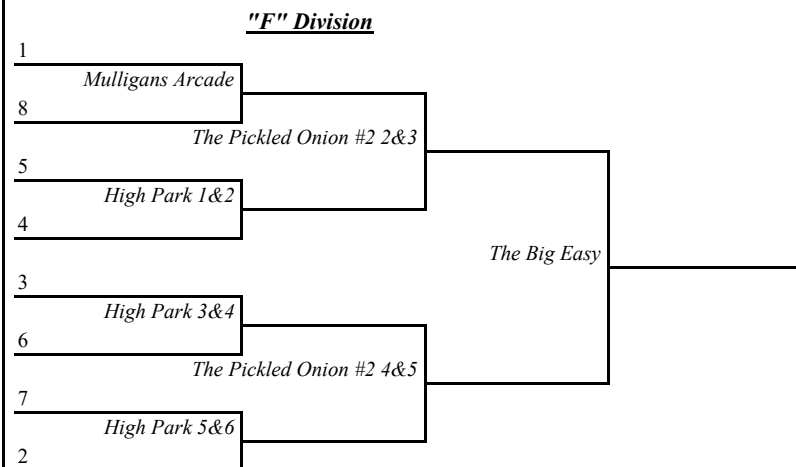 "F" Division
1
Mulligans Arcade
8
The Pickled Onion #2 2&3
5
High Park 1&2
4
The Big Easy
3
High Park 3&4
6
The Pickled Onion #2 4&5
7
High Park 5&6
2